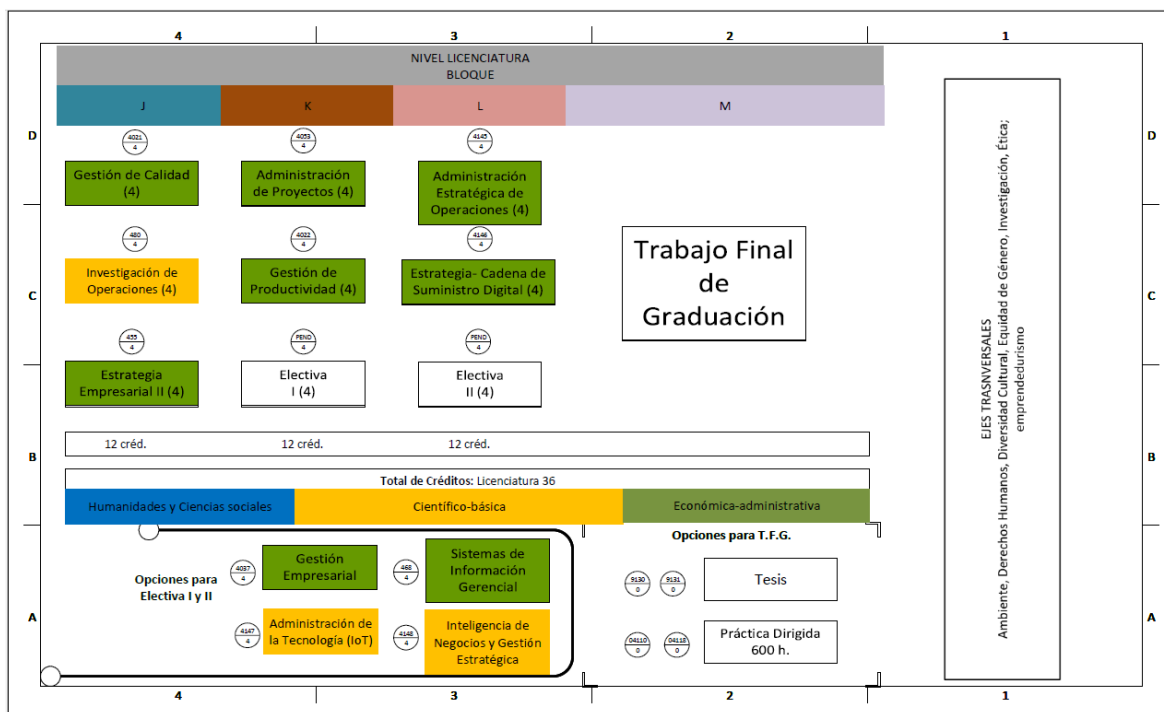 4 3 2 1
NIVEL LICENCIATURA
BLOQUE
J K L M
D D
4021
4
4053
4
4145
4
Gestión de Calidad
(4)
Administración
de Proyectos (4)
Administración
Estratégica de
Operaciones (4)
480
4
4022
4
4146
4
Investigación de
Operaciones (4)
Gestión de
Productividad (4)
Estrategia- Cadena de
Suministro Digital (4)
Trabajo Final
de
Graduación
C C
455
4
PEND
4
PEND
4
Estrategia
Empresarial II (4)
Electiva
I (4)
Electiva
II (4)
B B
12 créd. 12 créd. 12 créd.
Total de Créditos: Licenciatura 36
Humanidades y Ciencias sociales Científico-básica Económica-administrativa
Opciones para
Electiva I y II
4037
4
Gestión
Empresarial
468
4
Sistemas de
Información
Gerencial
4147
4
Administración de
la Tecnología (IoT)
4148
4
Inteligencia de
Negocios y Gestión
Estratégica
Opciones para T.F.G.
9130
0
9131
0
Tesis
04110
0
04118
0
Práctica Dirigida
600 h.
A A
EJES TRASNVERSALES
Ambiente, Derechos Humanos, Diversidad Cultural, Equidad de Género, Investigación, Ética;
emprendedurismo
4 3 2 1